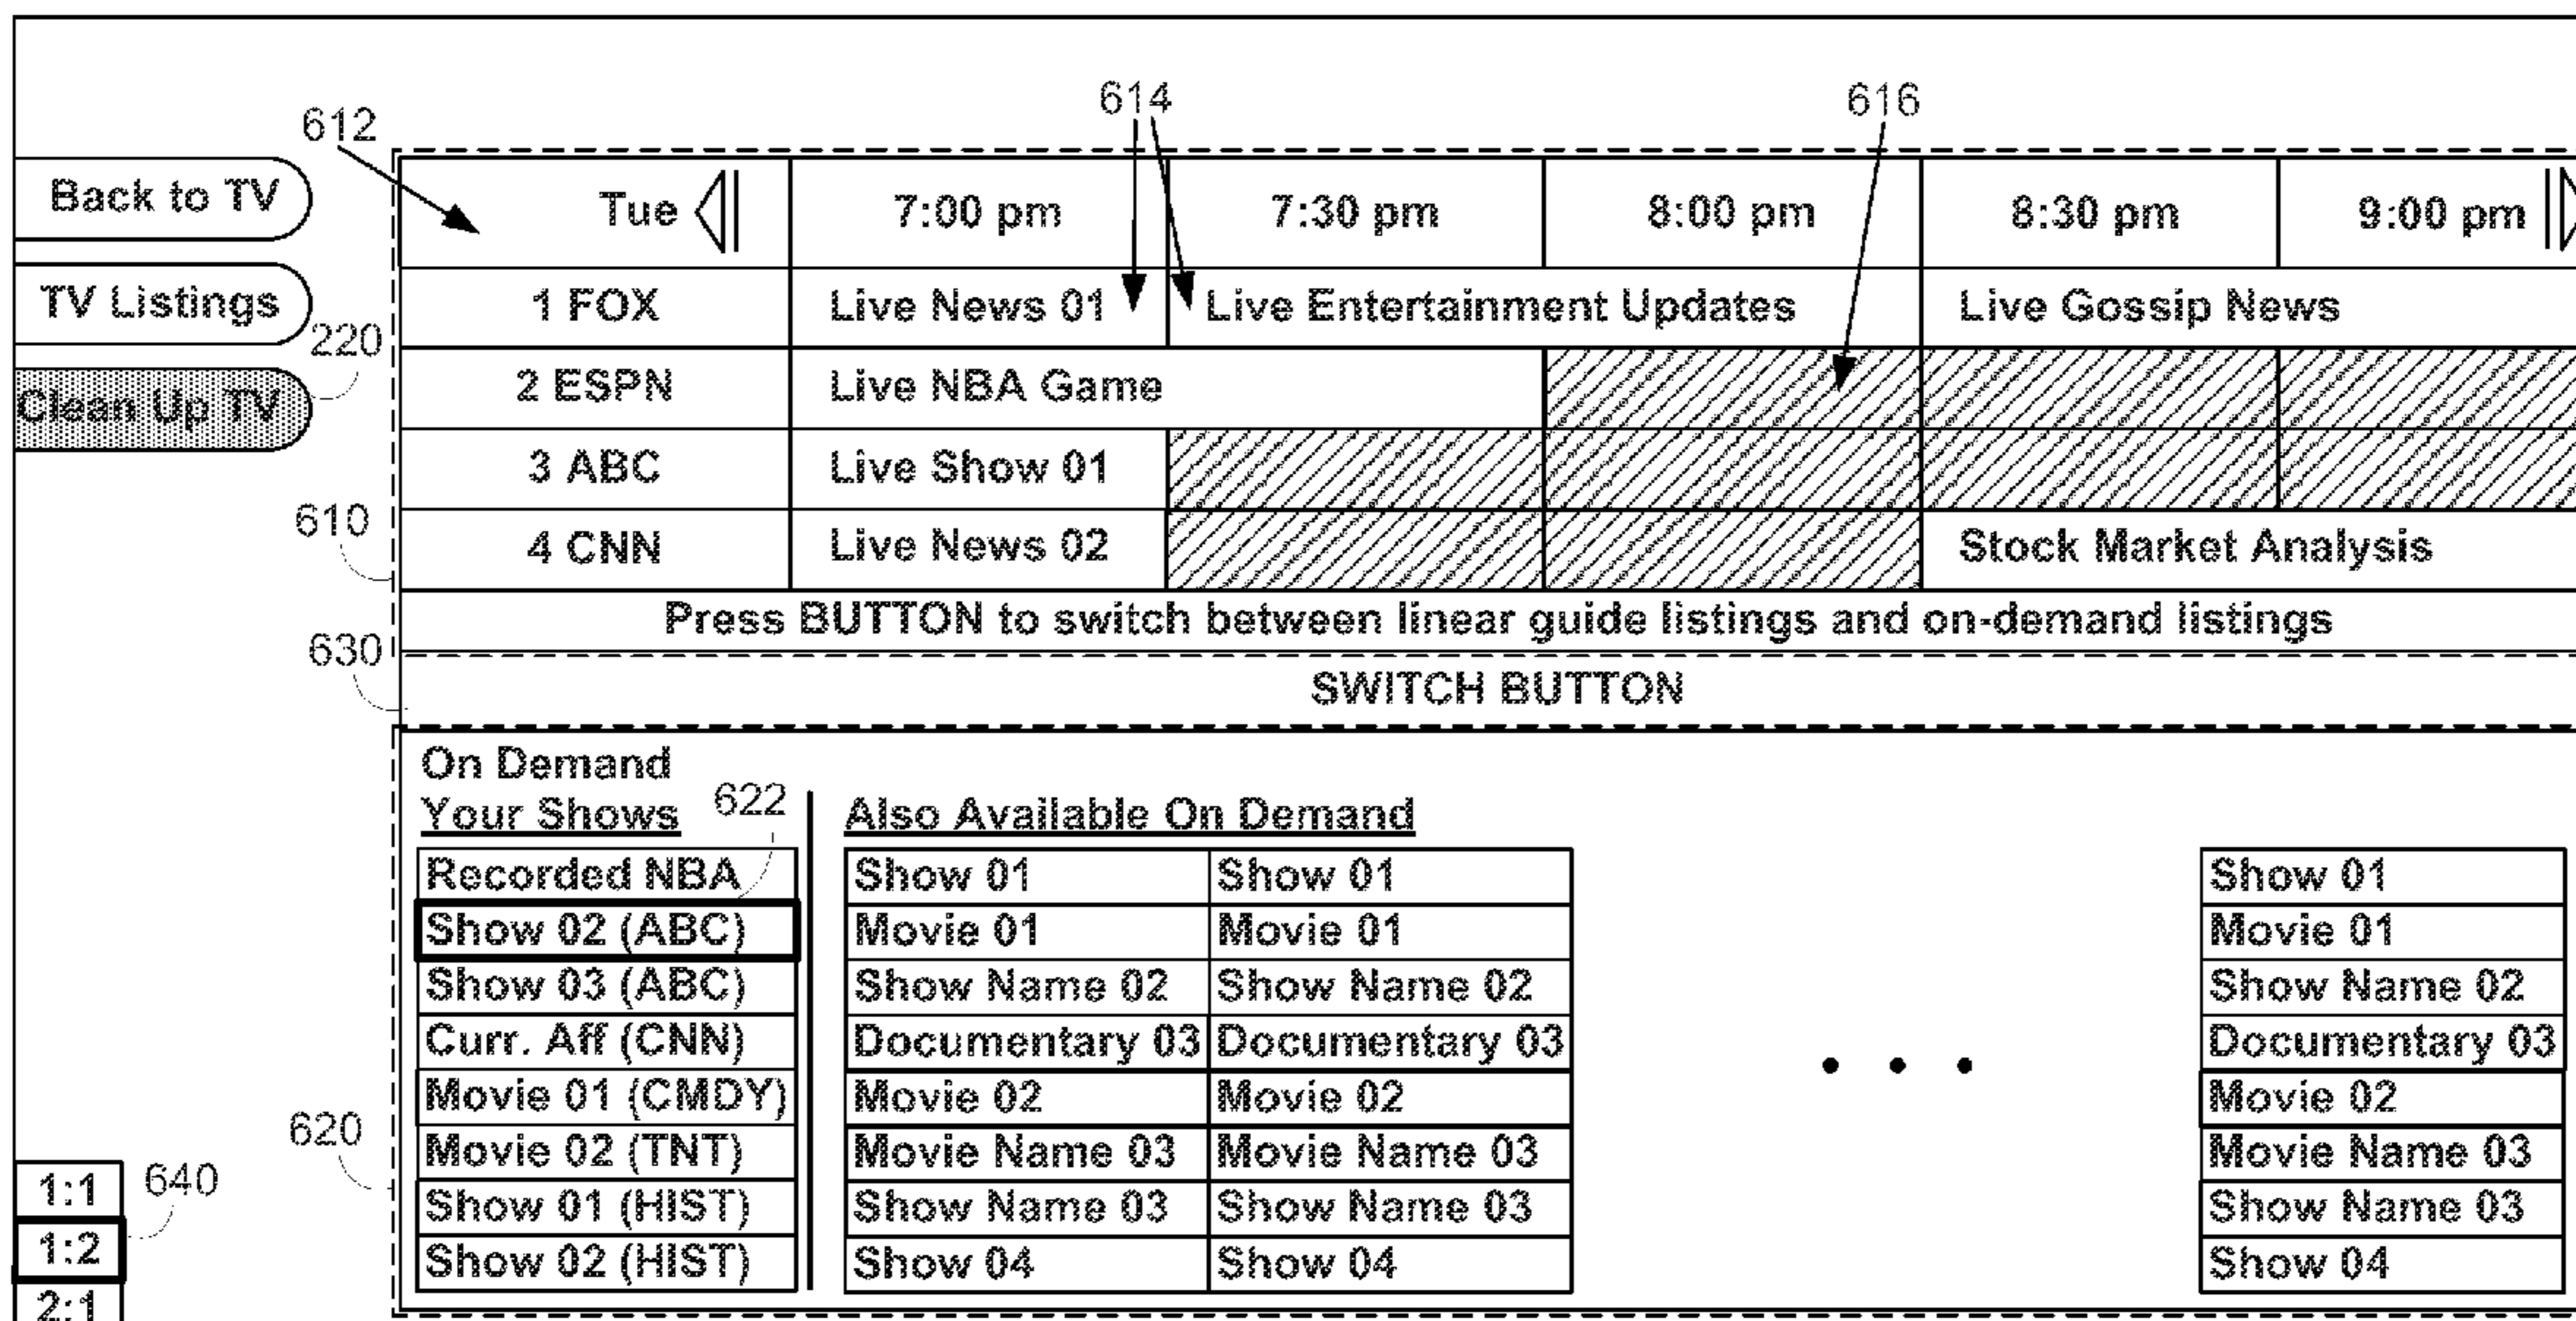 614 616
612
Back to TV
Tue 7:00 pm 7:30 pm 8:00 pm 8:30 pm 9:00 pm
TV Listings
1 FOX Live News 01 Live Entertainment Updates Live Gossip News
220
2 ESPN Live NBA Game
Clean Up TV
3 ABC Live Show 01
610
4 CNN Live News 02 Stock Market Analysis
Press BUTTON to switch between linear guide listings and on-demand listings
630
SWITCH BUTTON
On Demand
Your Shows 622 Also Available On Demand
Recorded NBA Show 01 Show 01 Show 01
Show 02 (ABC) Movie 01 Movie 01 Movie 01
Show 03 (ABC) Show Name 02 Show Name 02 Show Name 02
Curr. Aff (CNN) Documentary 03 Documentary 03 Documentary 03
• • •
Movie 01 (CMDY) Movie 02 Movie 02 Movie 02
620
Movie 02 (TNT) Movie Name 03 Movie Name 03 Movie Name 03
1:1 640
Show 01 (HIST) Show Name 03 Show Name 03 Show Name 03
1:2
Show 02 (HIST) Show 04 Show 04 Show 04
2:1